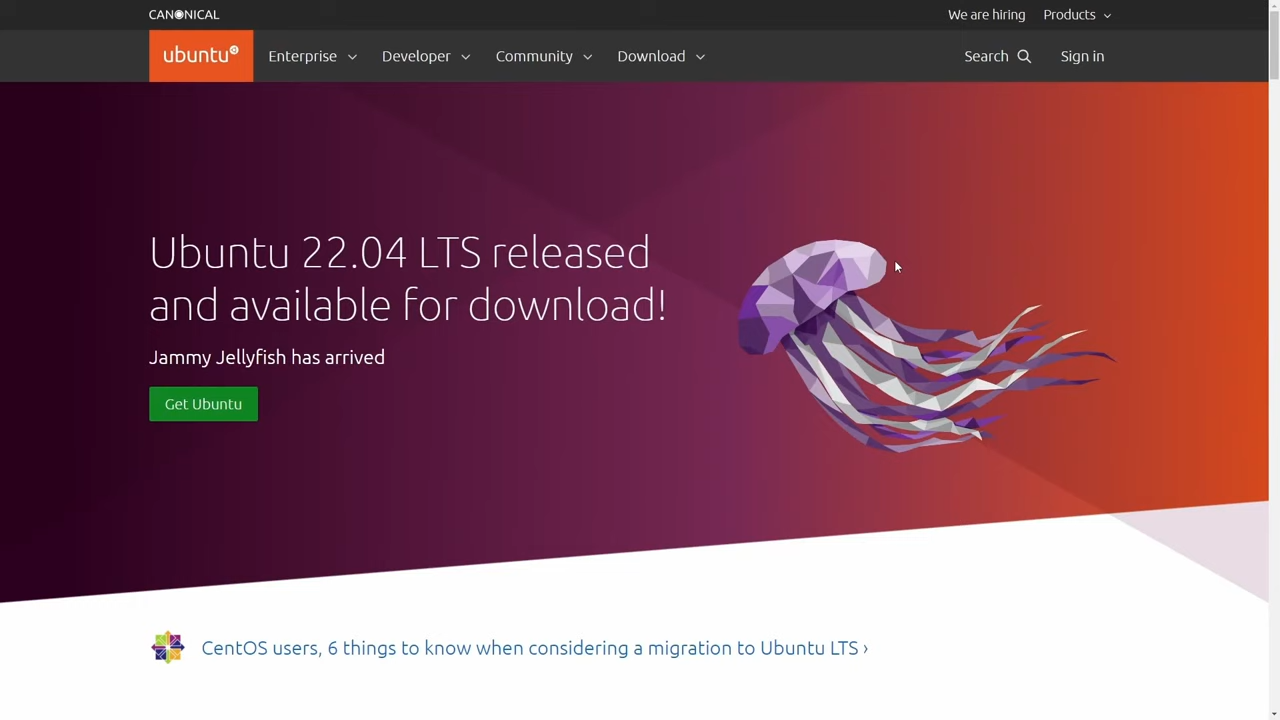 CANONICAL
We are hiring
Products
ubuntu
Enterprise
Developer
Community
Download
Search
Sign in
Ubuntu 22.04 LTS released
and available for download!
Jammy Jellyfish has arrived
Get Ubuntu
CentOS users, 6 things to know when considering a migration to Ubuntu LTS ›